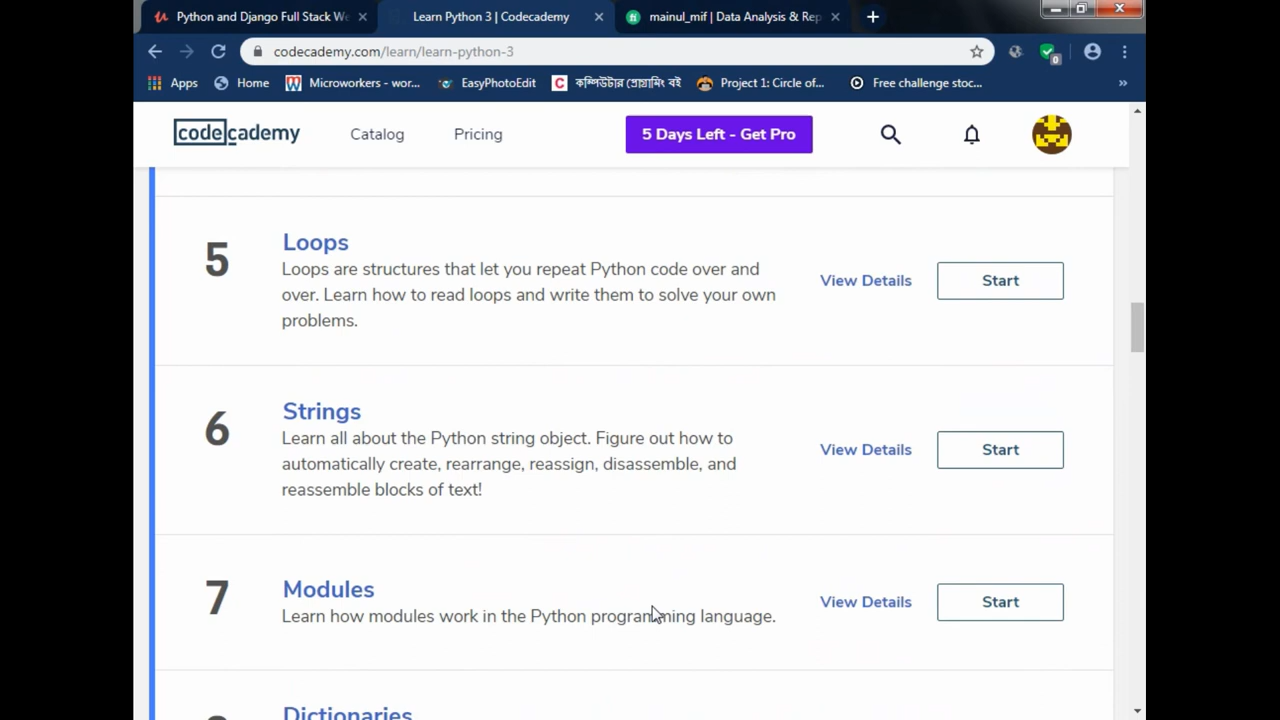 Python and Django Full Stack We
Learn Python 3 | Codecademy
mainul_mif | Data Analysis & Rep
codecademy.com/learn/learn-python-3
0
Apps
Home
Microworkers - wor...
EasyPhotoEdit
C
কম্পিউটার প্রোগ্রামিং বই
Project 1: Circle of...
Free challenge stoc...
»
codecademy
Catalog
Pricing
5 Days Left - Get Pro
5
Loops
Loops are structures that let you repeat Python code over and
over. Learn how to read loops and write them to solve your own
problems.
View Details
Start
6
Strings
Learn all about the Python string object. Figure out how to
automatically create, rearrange, reassign, disassemble, and
reassemble blocks of text!
View Details
Start
7
Modules
Learn how modules work in the Python programming language.
View Details
Start
Dictionaries